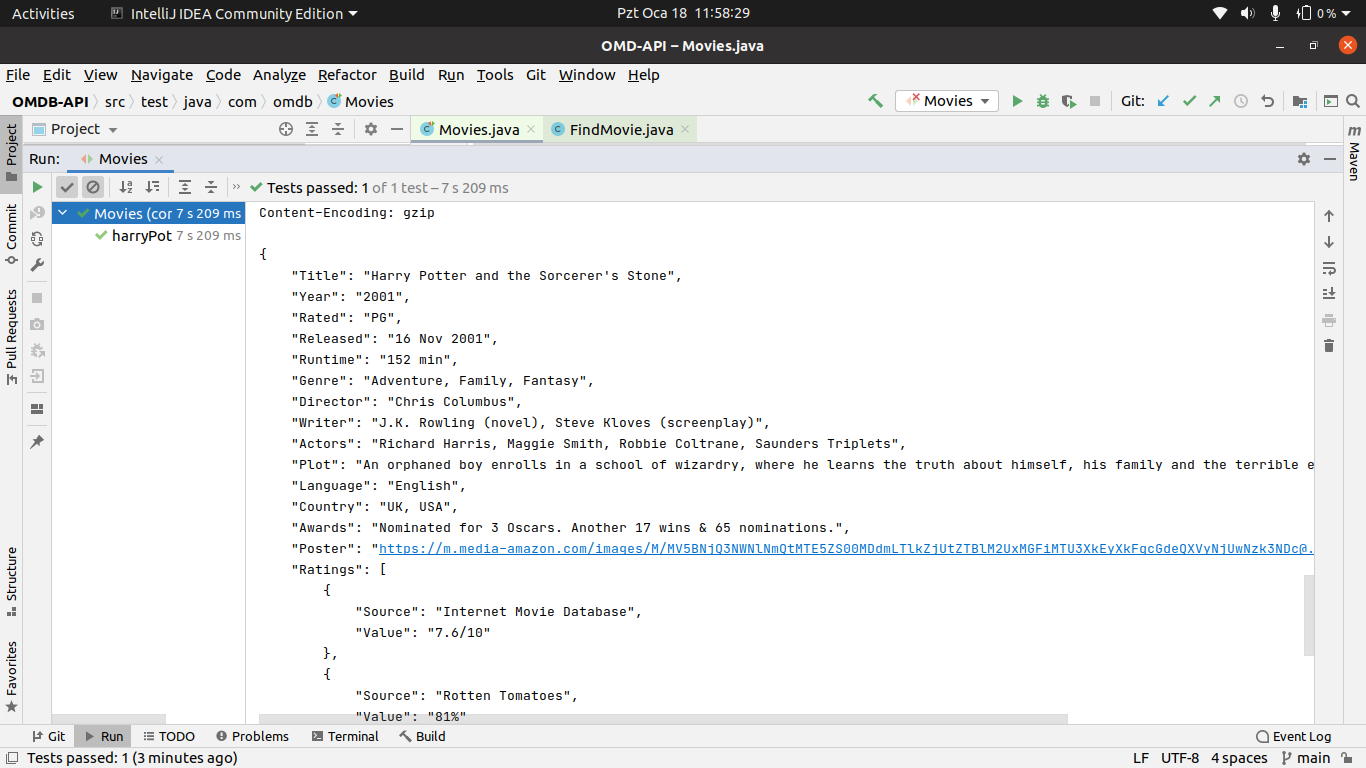 Activities IntelliJ IDEA Community Edition Pzt Oca 18 11:58:29 0 %
OMD-API – Movies.java
File Edit View Navigate Code Analyze Refactor Build Run Tools Git Window Help
OMDB-API src test java com omdb Movies Movies Git:
Project Project Movies.java FindMovie.java Maven
Run: Movies
Tests passed: 1 of 1 test – 7 s 209 ms
Movies (cor 7 s 209 ms
harryPot 7 s 209 ms
Commit
Pull Requests
Structure
Favorites
Content-Encoding: gzip
{
"Title": "Harry Potter and the Sorcerer's Stone",
"Year": "2001",
"Rated": "PG",
"Released": "16 Nov 2001",
"Runtime": "152 min",
"Genre": "Adventure, Family, Fantasy",
"Director": "Chris Columbus",
"Writer": "J.K. Rowling (novel), Steve Kloves (screenplay)",
"Actors": "Richard Harris, Maggie Smith, Robbie Coltrane, Saunders Triplets",
"Plot": "An orphaned boy enrolls in a school of wizardry, where he learns the truth about himself, his family and the terrible e
"Language": "English",
"Country": "UK, USA",
"Awards": "Nominated for 3 Oscars. Another 17 wins & 65 nominations.",
"Poster": "https://m.media-amazon.com/images/M/MV5BNjQ3NWNlNmQtMTE5ZS00MDdmLTlkZjUtZTBlM2UxMGFiMTU3XkEyXkFqcGdeQXVyNjUwNzk3NDc@.
"Ratings": [
{
"Source": "Internet Movie Database",
"Value": "7.6/10"
},
{
"Source": "Rotten Tomatoes",
"Value": "81%"
Git Run TODO Problems Terminal Build Event Log
Tests passed: 1 (3 minutes ago) LF UTF-8 4 spaces main